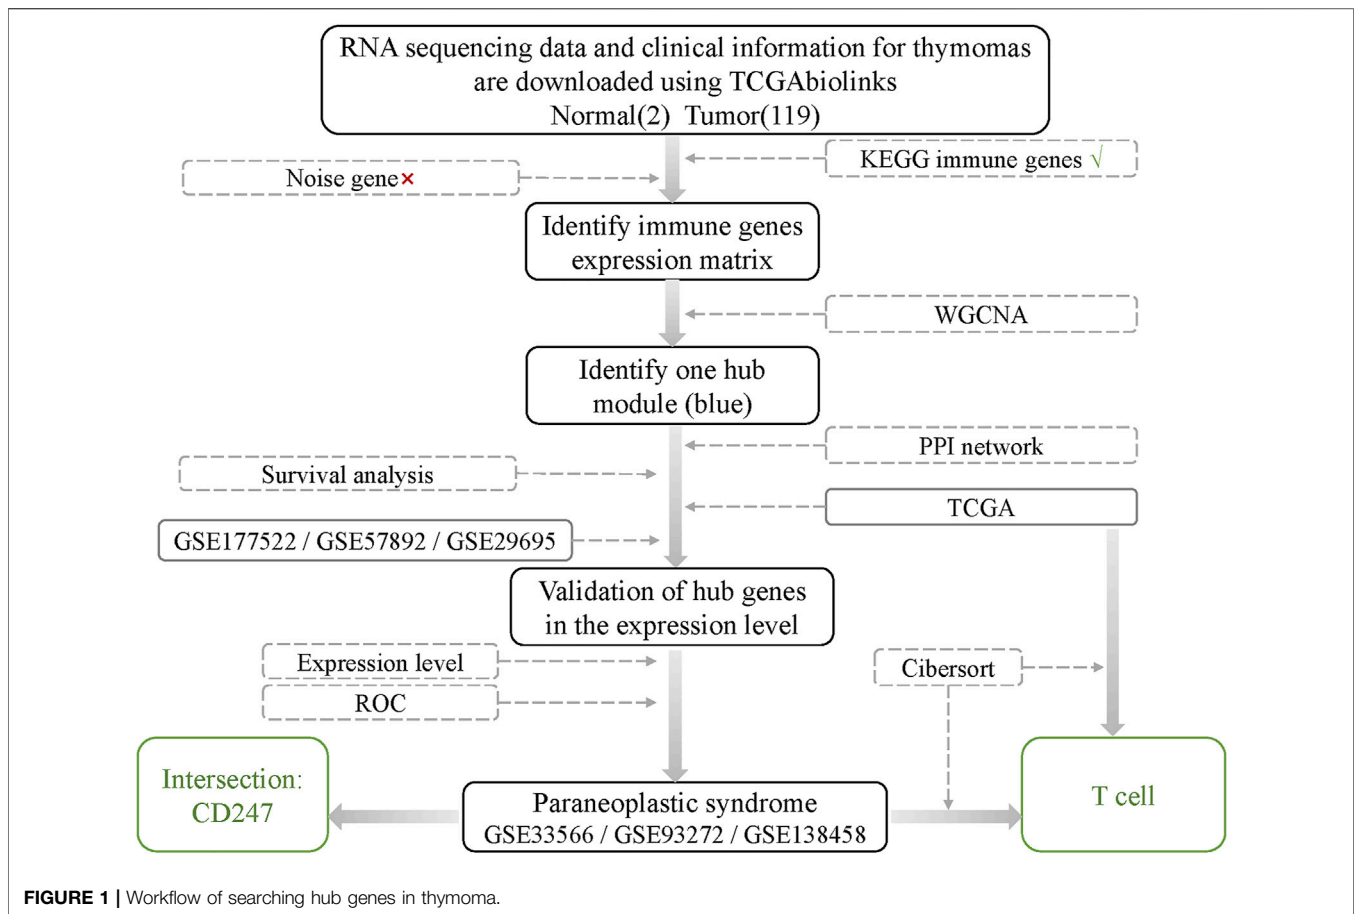 RNA sequencing data and clinical information for thymomas
are downloaded using TCGAbiolinks
Normal(2) Tumor(119)
KEGG immune genes √
Noise gene×
Identify immune genes
expression matrix
WGCNA
Identify one hub
module (blue)
PPI network
Survival analysis
TCGA
GSE177522 / GSE57892 / GSE29695
Validation of hub genes
in the expression level
Expression level
Cibersort
ROC
Intersection:
CD247
Paraneoplastic syndrome
GSE33566 / GSE93272 / GSE138458
T cell
FIGURE 1 | Workflow of searching hub genes in thymoma.